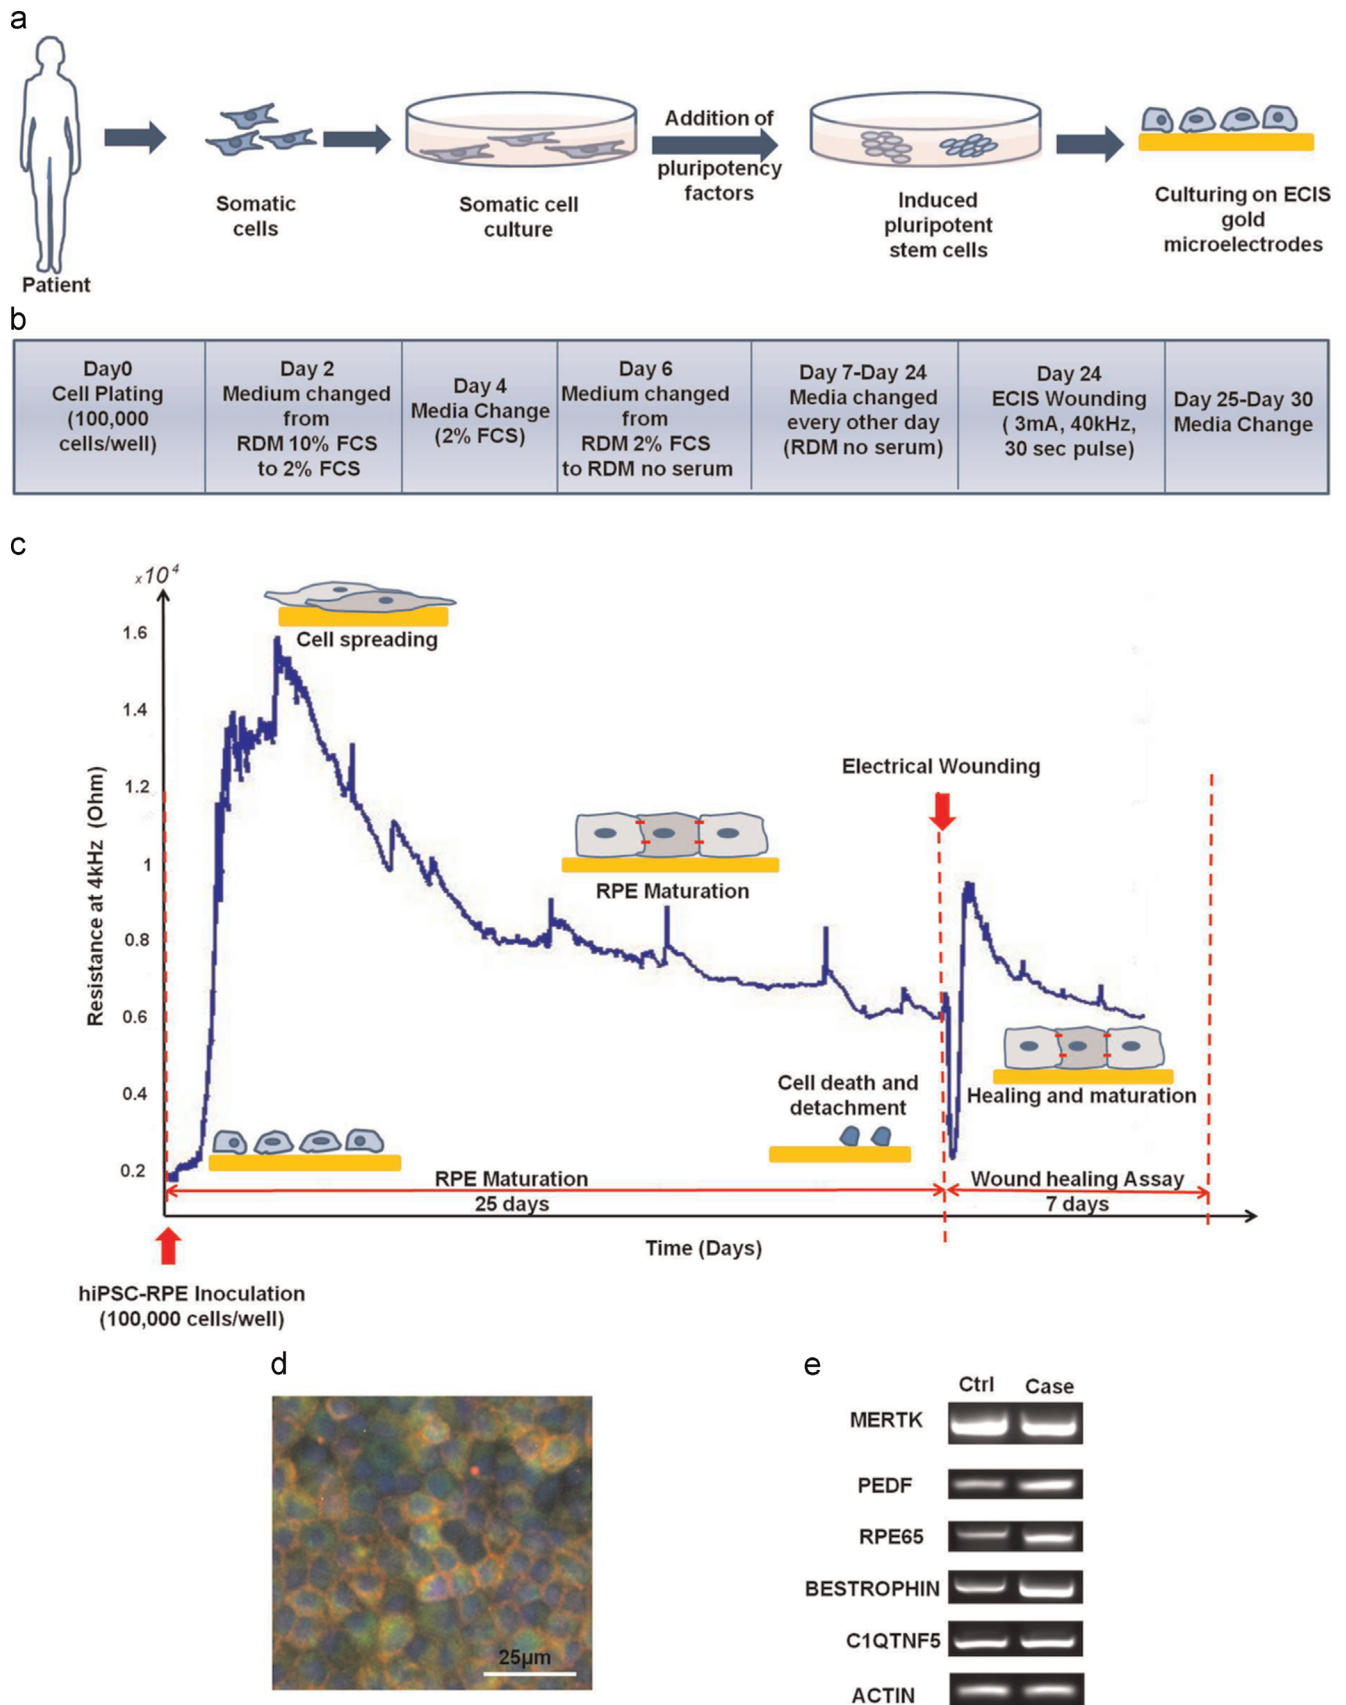 a
Addition of
pluripotency
factors
Somatic
cells
Somatic cell
culture
Induced
pluripotent
stem cells
Culturing on ECIS
gold
microelectrodes
Patient
b
Day0
Cell Plating
(100,000
cells/well)
Day 2
Medium changed
from
RDM 10% FCS
to 2% FCS
Day 4
Media Change
(2% FCS)
Day 6
Medium changed
from
RDM 2% FCS
to RDM no serum
Day 7-Day 24
Media changed
every other day
(RDM no serum)
Day 24
ECIS Wounding
( 3mA, 40kHz,
30 sec pulse)
Day 25-Day 30
Media Change
c
x10⁴
1.6
1.4
1.2
1
0.8
0.6
0.4
0.2
Resistance at 4kHz (Ohm)
Cell spreading
Electrical Wounding
RPE Maturation
Cell death and
detachment
Healing and maturation
RPE Maturation
25 days
Wound healing Assay
7 days
Time (Days)
hiPSC-RPE Inoculation
(100,000 cells/well)
d
25µm
e
Ctrl Case
MERTK
PEDF
RPE65
BESTROPHIN
C1QTNF5
ACTIN